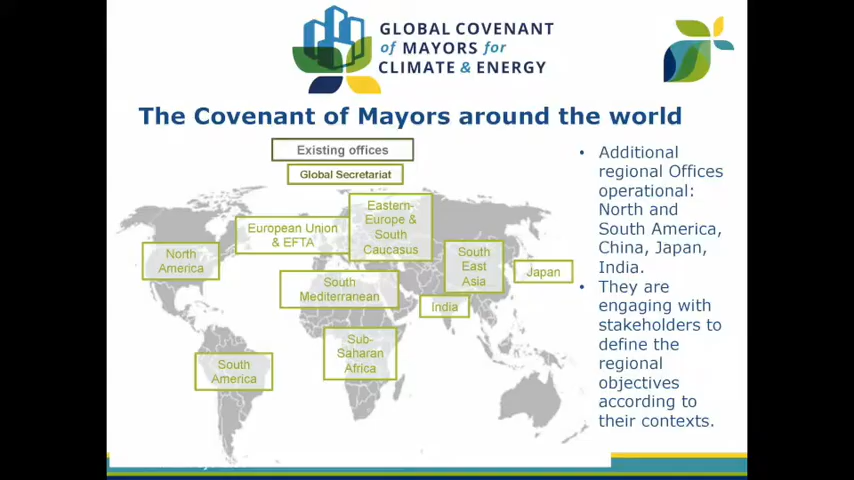 GLOBAL COVENANT
of MAYORS for
CLIMATE & ENERGY
The Covenant of Mayors around the world
Existing offices
Global Secretariat
North
America
European Union
& EFTA
Eastern-
Europe &
South
Caucasus
South
East
Asia
Japan
South
Mediterranean
India
Sub-
Saharan
Africa
South
America
• Additional
regional Offices
operational:
North and
South America,
China, Japan,
India.
• They are
engaging with
stakeholders to
define the
regional
objectives
according to
their contexts.